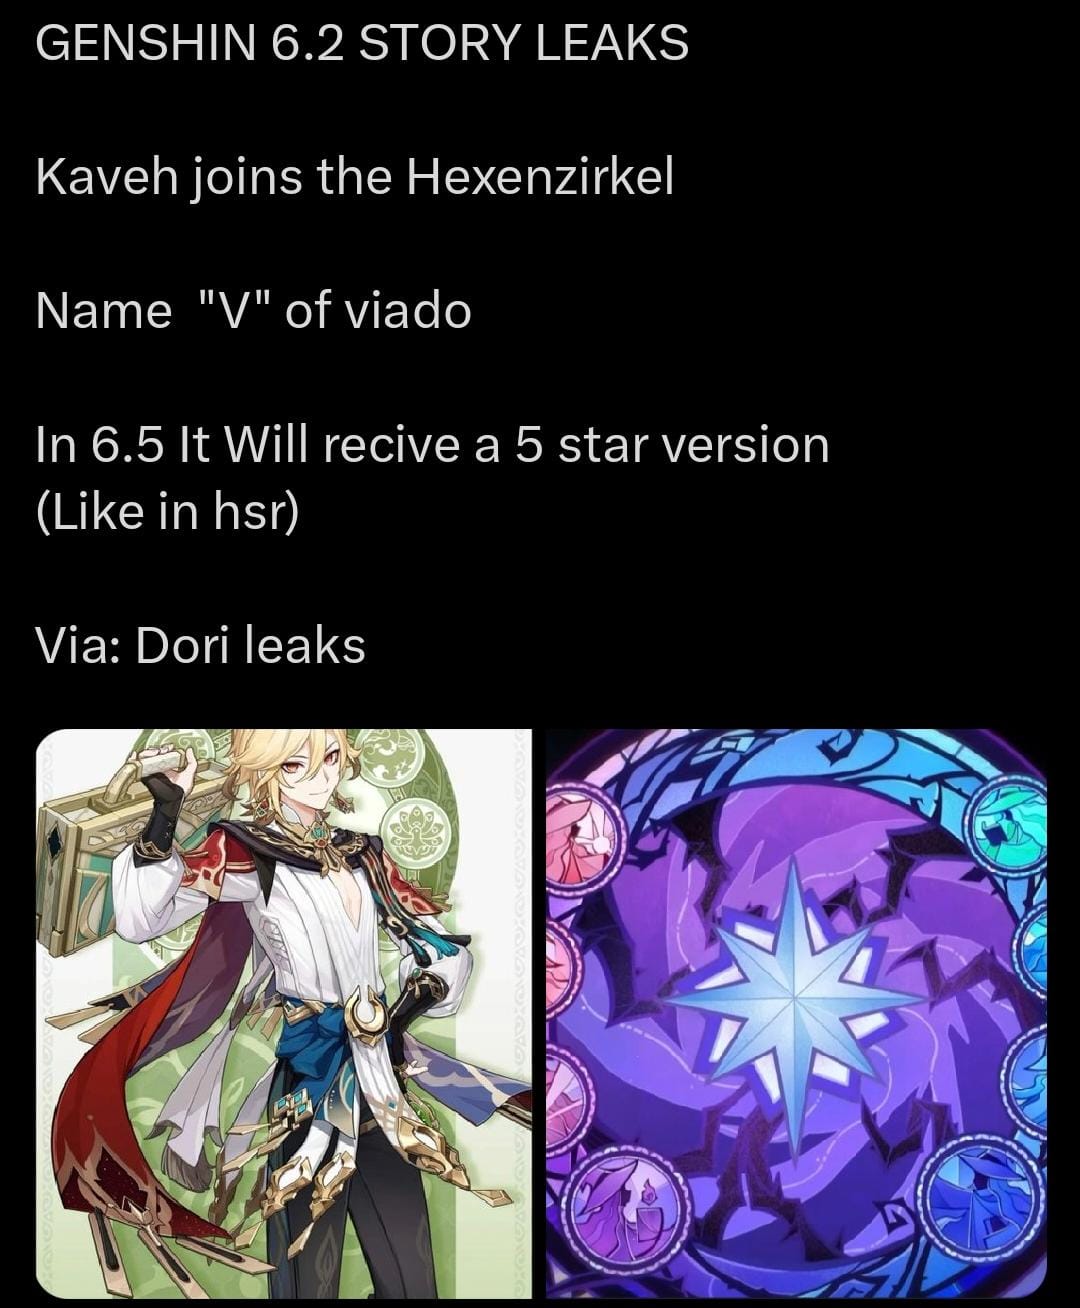 GENSHIN 6.2 STORY LEAKS
Kaveh joins the Hexenzirkel
Name "V" of viado
In 6.5 It Will recive a 5 star version
(Like in hsr)
Via: Dori leaks